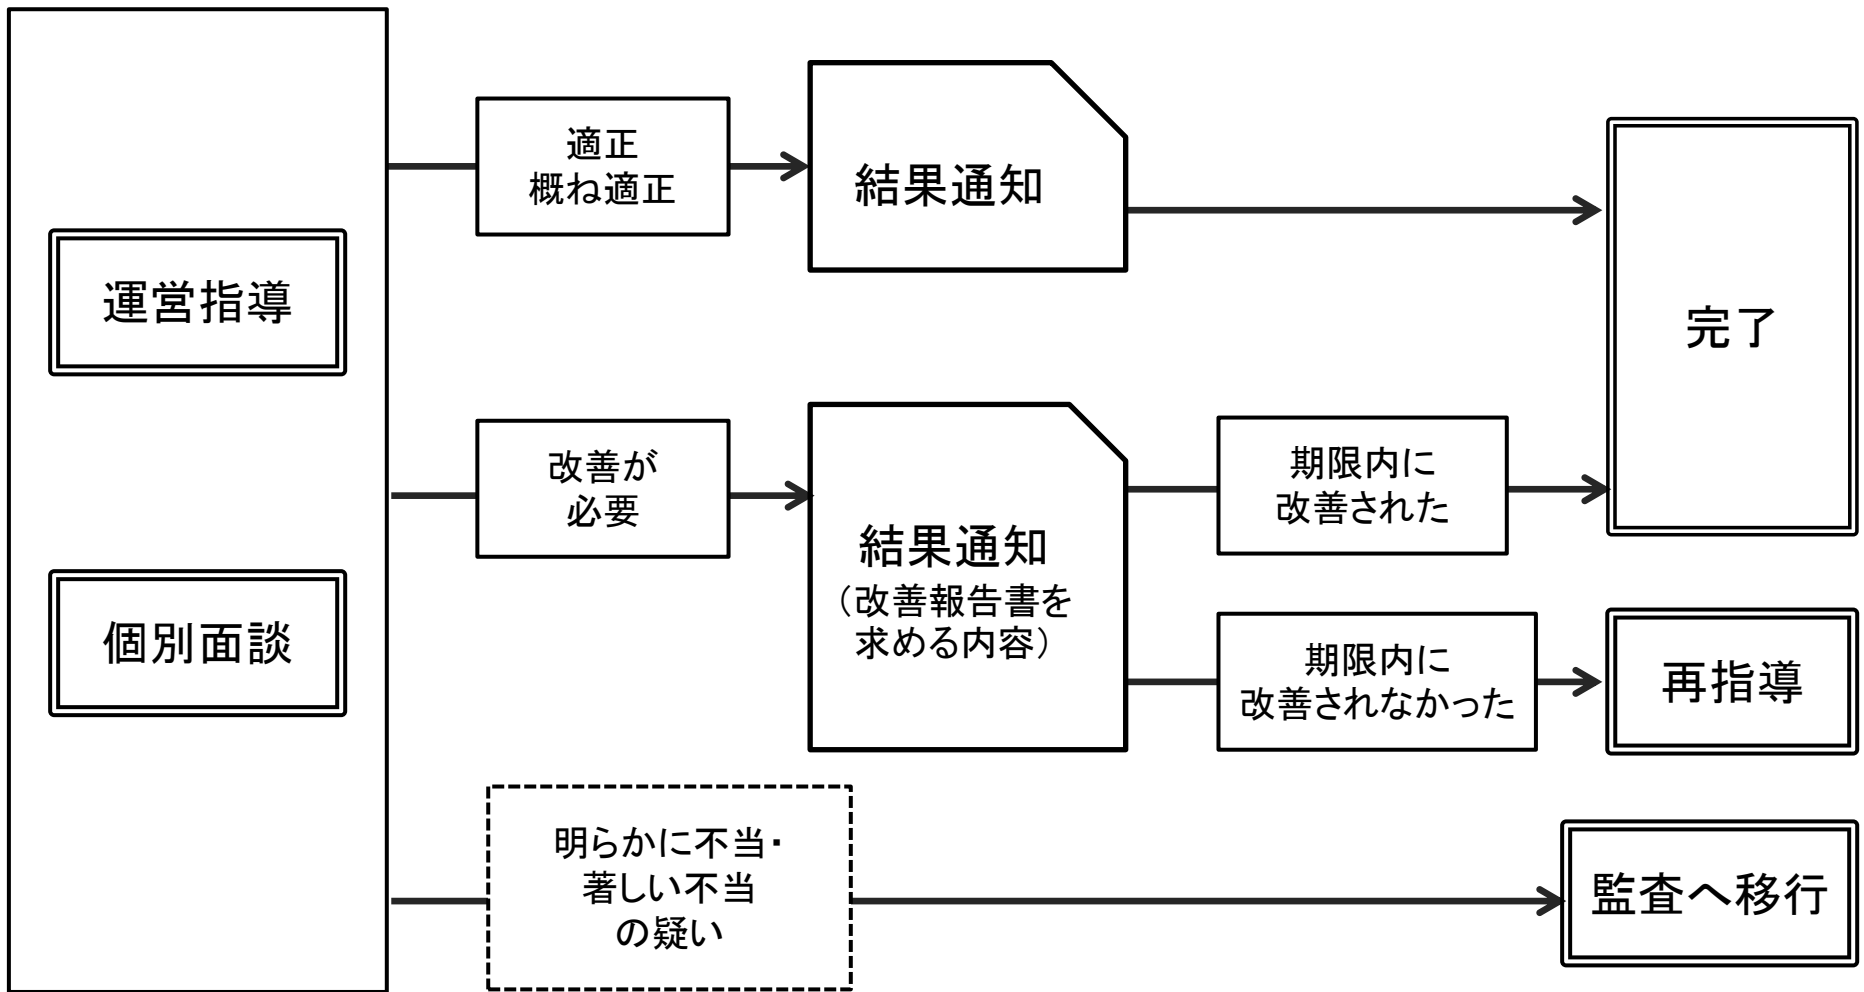 運営指導
個別面談
適正
概ね適正
結果通知
完了
改善が
必要
結果通知
（改善報告書を
求める内容）
期限内に
改善された
期限内に
改善されなかった
再指導
明らかに不当・
著しい不当
の疑い
監査へ移行